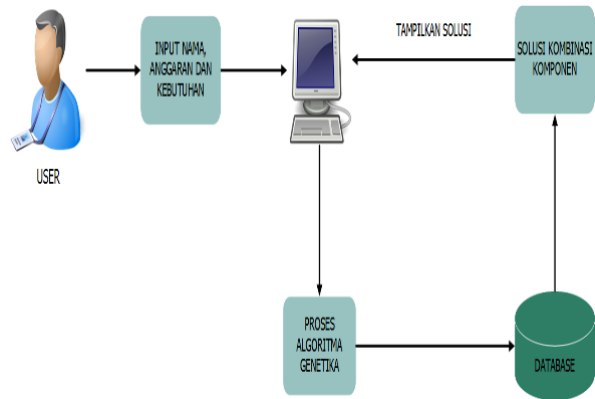 INPUT NAMA,
ANGGARAN DAN
KEBUTUHAN
TAMPILKAN SOLUSI
SOLUSI KOMBINASI
KOMPONEN
USER
PROSES
ALGORITMA
GENETIKA
DATABASE